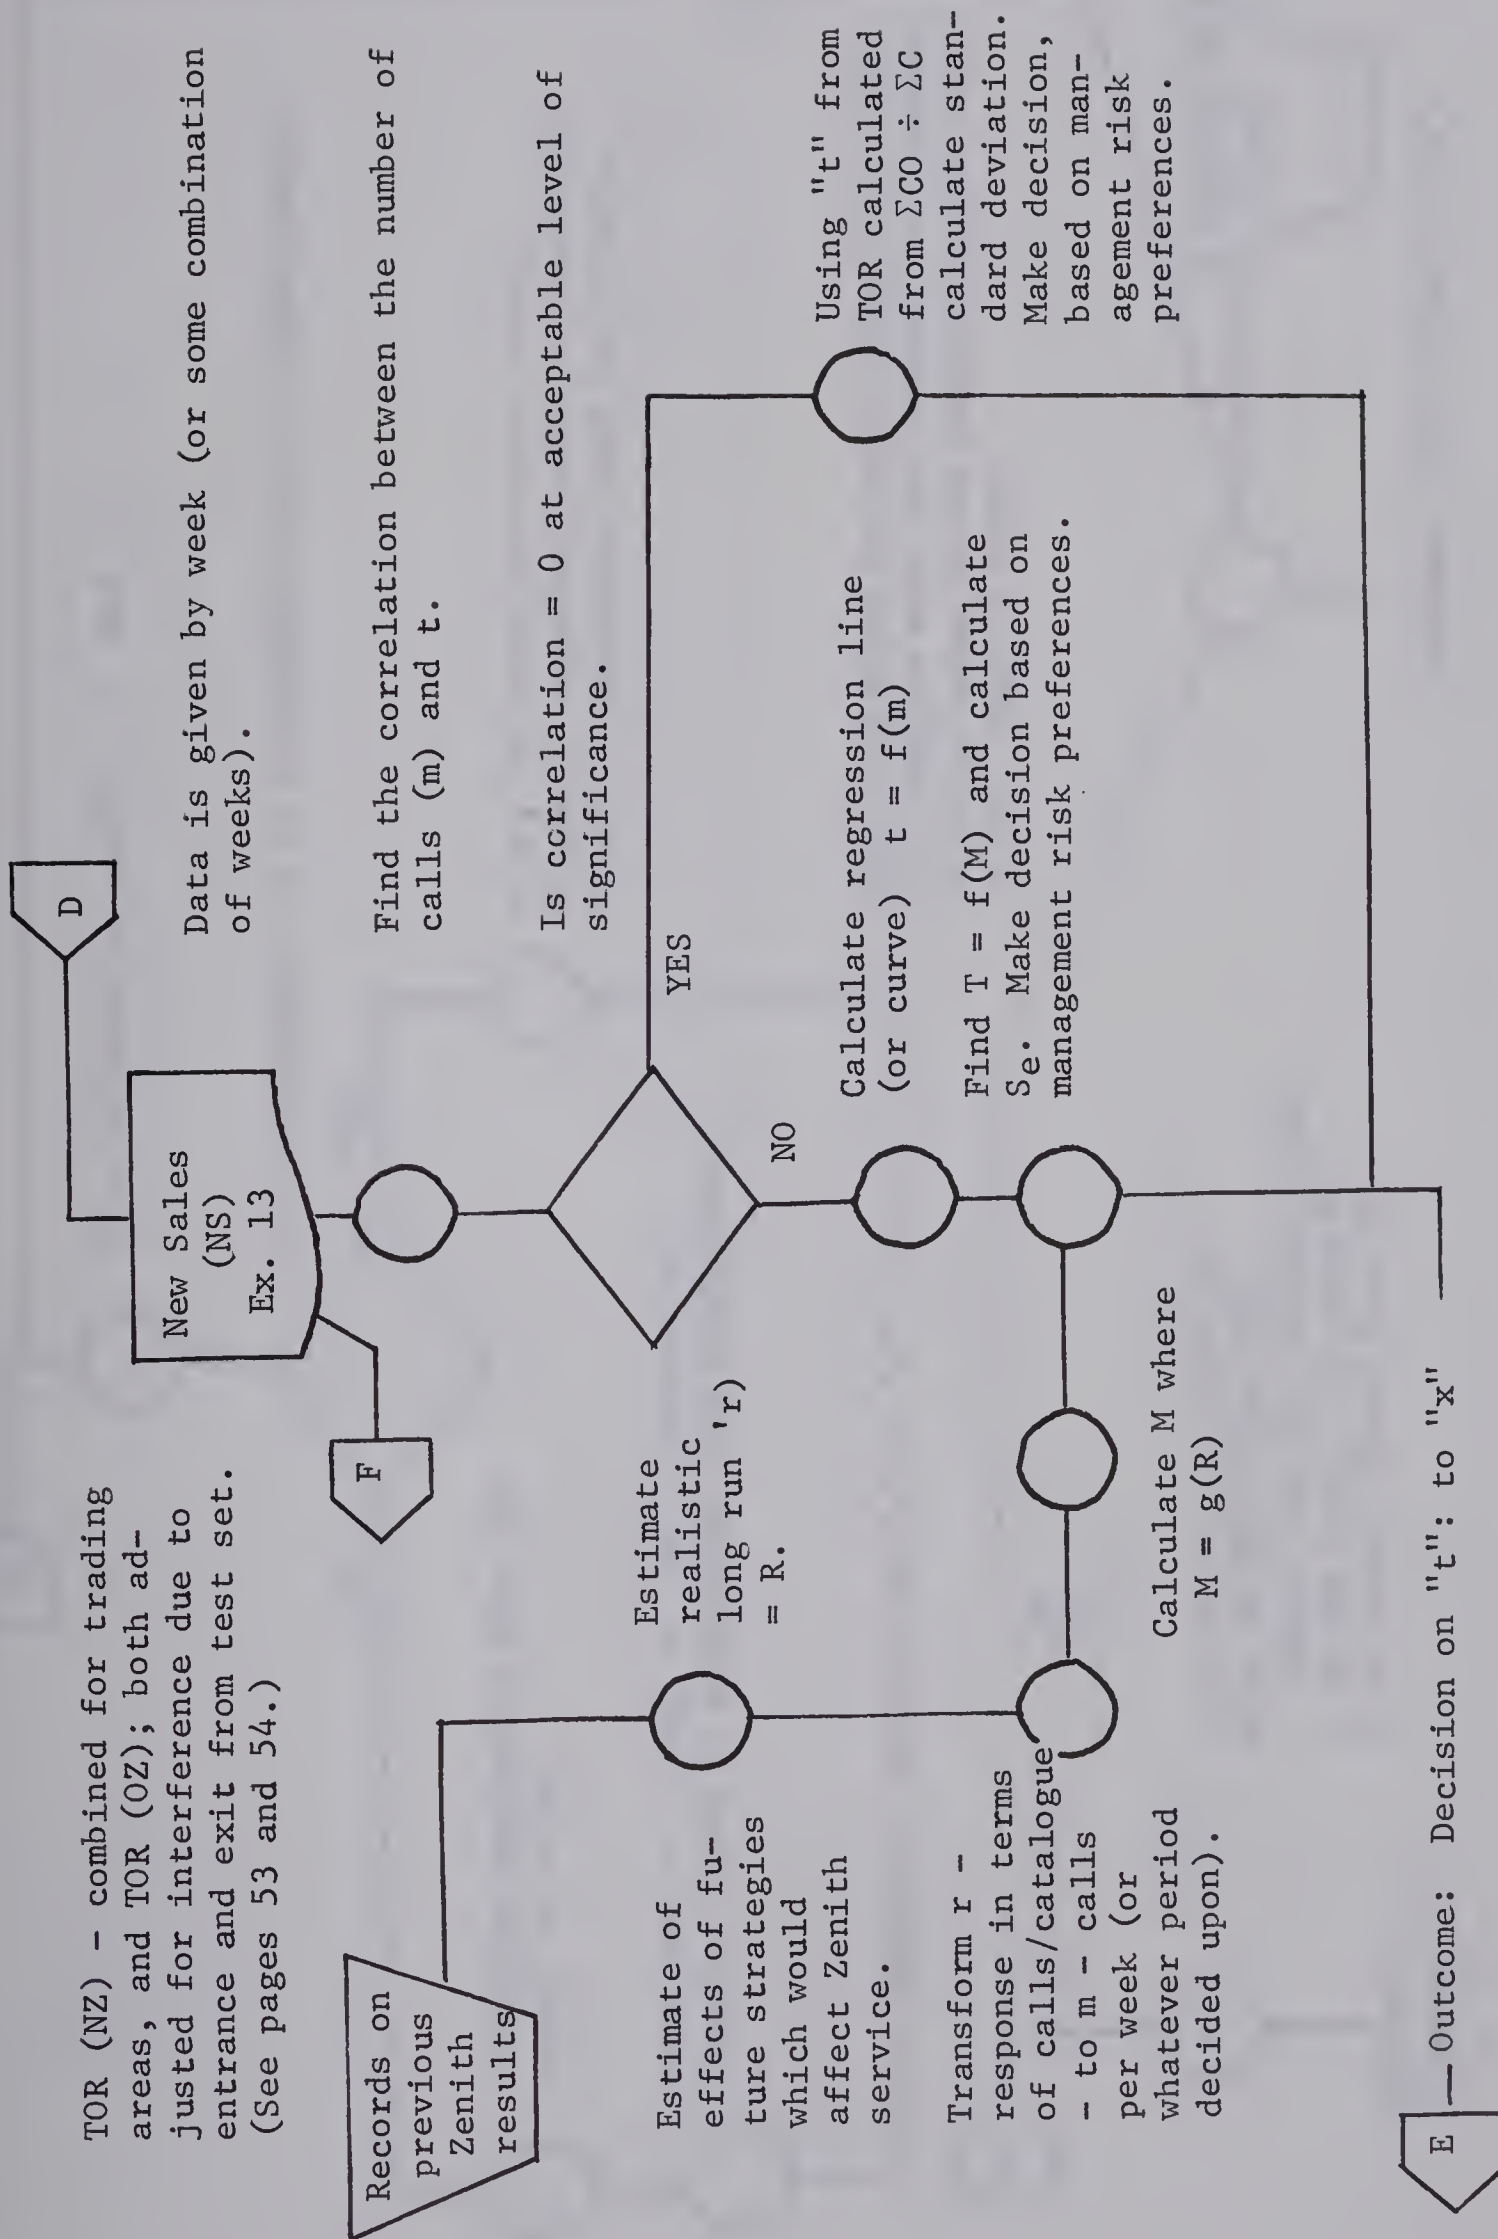 TOR (NZ) - combined for trading
areas, and TOR (OZ); both ad-
justed for interference due to
entrance and exit from test set.
(See pages 53 and 54.)
D
New Sales
(NS)
Ex. 13
F
Data is given by week (or some combination
of weeks).
Find the correlation between the number of
calls (m) and t.
Is correlation = 0 at acceptable level of
significance.
YES
NO
Records on
previous
Zenith
results
Estimate
realistic
long run 'r)
= R.
Estimate of
effects of fu-
ture strategies
which would
affect Zenith
service.
Transform r -
response in terms
of calls/catalogue
- to m - calls
per week (or
whatever period
decided upon).
Calculate M where
M = g(R)
Calculate regression line
(or curve) t = f(m)
Find T = f(M) and calculate
Se. Make decision based on
management risk preferences.
Using "t" from
TOR calculated
from ΣCO ÷ ΣC
calculate stan-
dard deviation.
Make decision,
based on man-
agement risk
preferences.
E
Outcome: Decision on "t": to "x"